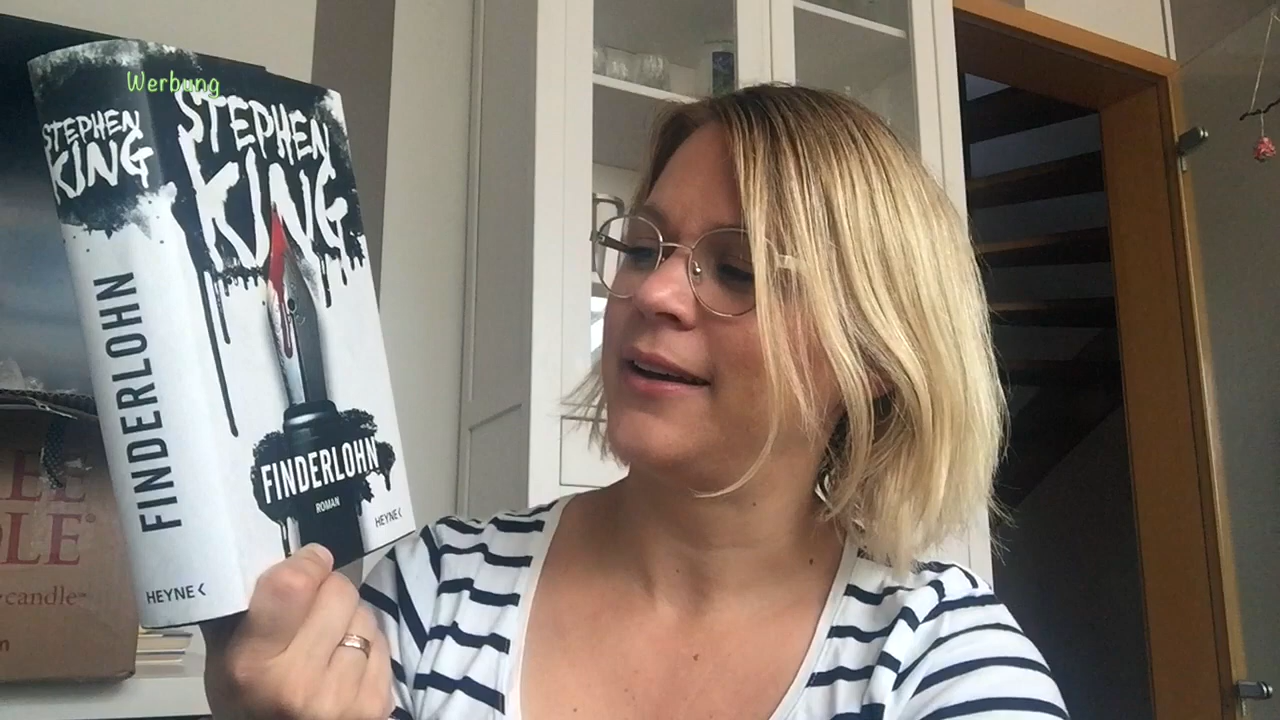 Werbung
STEPHEN
KING
FINDERLOHN
HEYNE<
STEPHEN
KING
FINDERLOHN
ROMAN
HEYNE<
candle